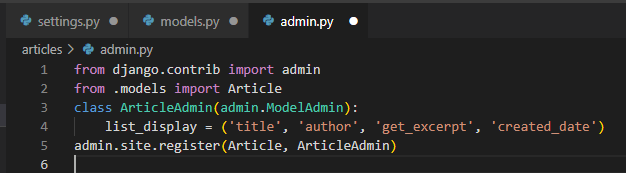 settings.py models.py admin.py
articles > admin.py
1 from django.contrib import admin
2 from .models import Article
3 class ArticleAdmin(admin.ModelAdmin):
4     list_display = ('title', 'author', 'get_excerpt', 'created_date')
5 admin.site.register(Article, ArticleAdmin)
6